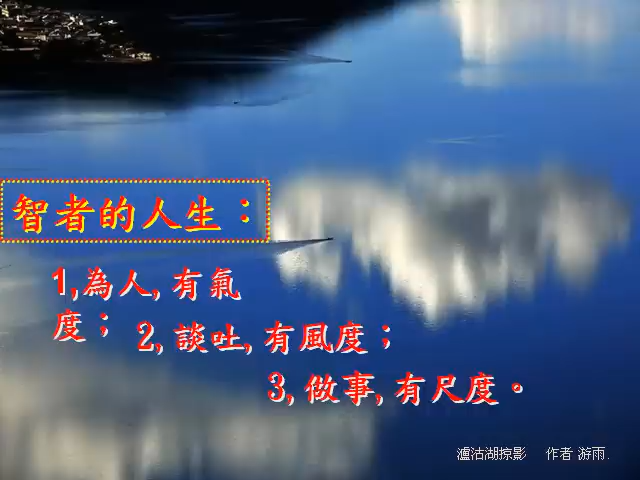 智者的人生：
1,為人,有氣
度；
2,談吐,有風度；
3,做事,有尺度。
瀘沽湖掠影 作者 游雨.